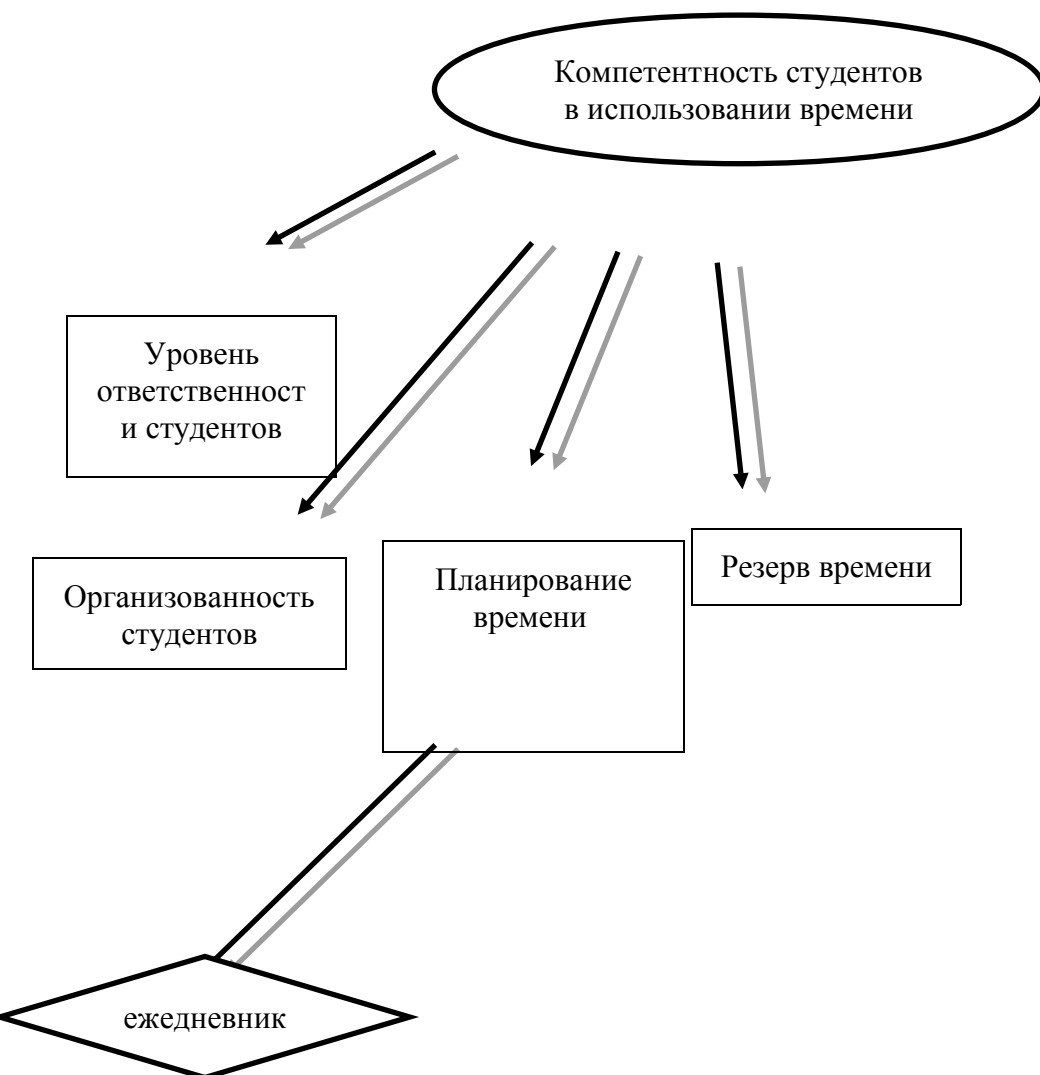 Компетентность студентов
в использовании времени
Уровень
ответственност
и студентов
Организованность
студентов
Планирование
времени
Резерв времени
ежедневник